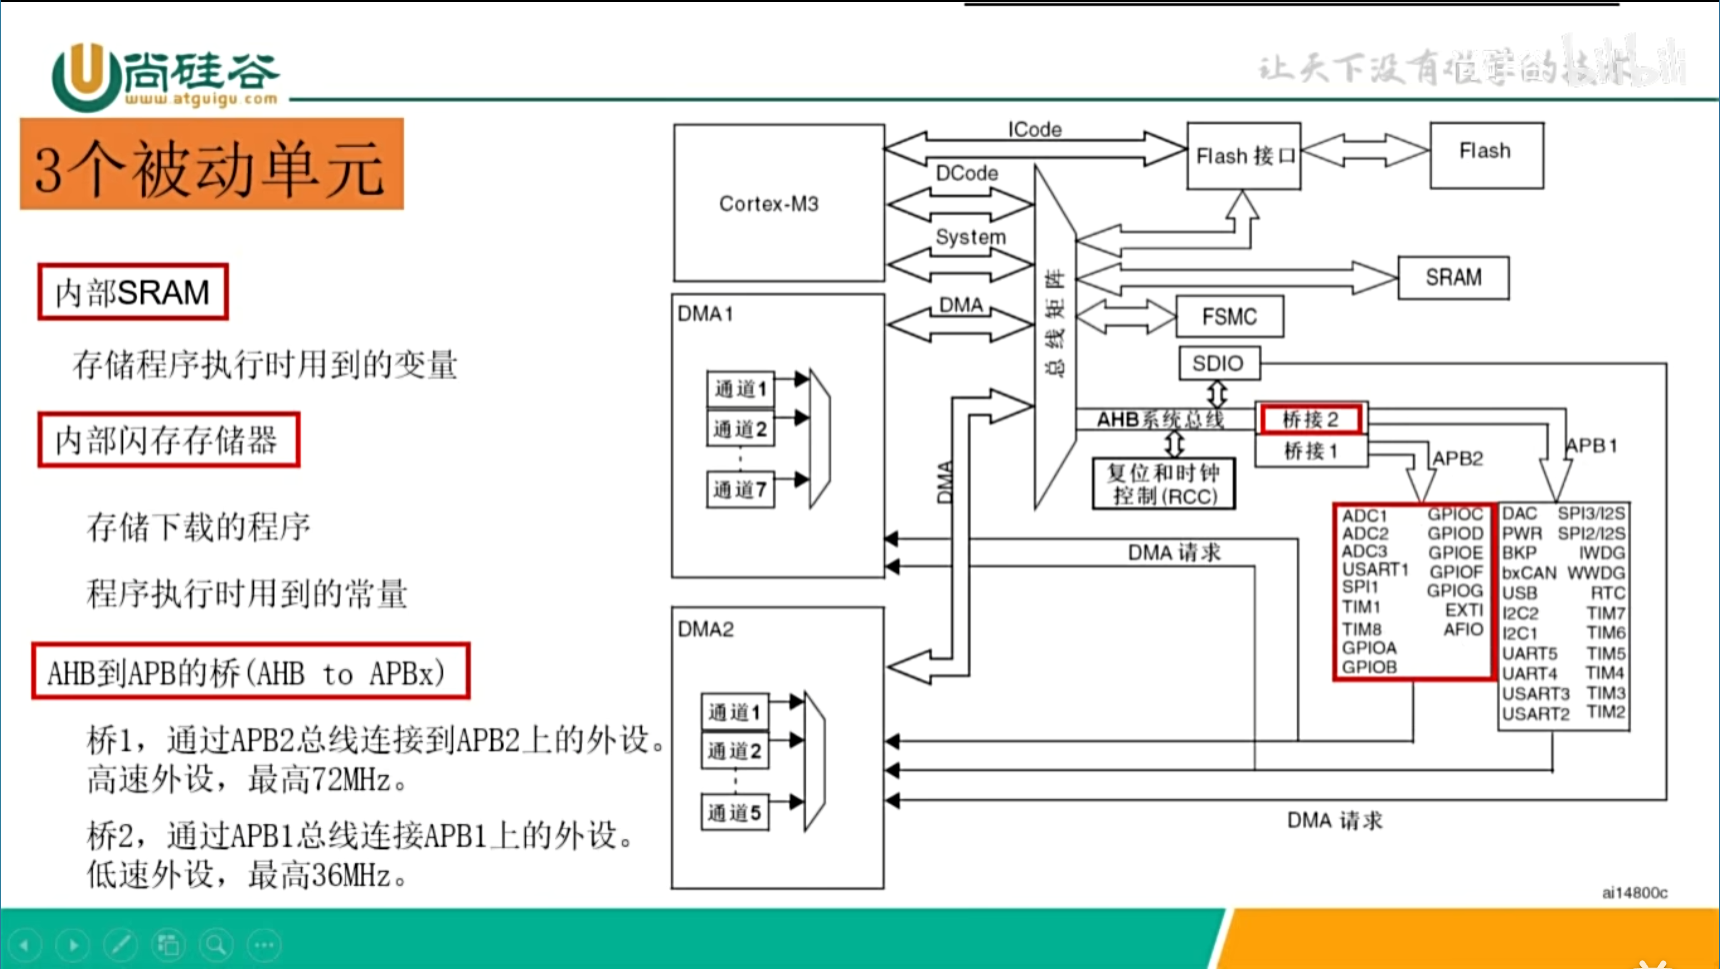 尚硅谷
www.atguigu.com
让天下没有
的技术
3个被动单元
内部SRAM
存储程序执行时用到的变量
内部闪存存储器
存储下载的程序
程序执行时用到的常量
AHB到APB的桥(AHB to APBx)
桥1，通过APB2总线连接到APB2上的外设。
高速外设，最高72MHz。
桥2，通过APB1总线连接APB1上的外设。
低速外设，最高36MHz。
Cortex-M3
ICode
DCode
System
DMA
总线矩阵
Flash 接口
Flash
SRAM
FSMC
SDIO
AHB系统总线
桥接2
桥接1
复位和时钟
控制(RCC)
APB2
APB1
DMA1
通道1
通道2
通道7
DMA
DMA 请求
DMA2
通道1
通道2
通道5
ADC1 GPIOC
ADC2 GPIOD
ADC3 GPIOE
USART1 GPIOF
SPI1 GPIOG
TIM1 EXTI
TIM8 AFIO
GPIOA
GPIOB
DAC SPI3/I2S
PWR SPI2/I2S
BKP IWDG
bxCAN WWDG
USB RTC
I2C2 TIM7
I2C1 TIM6
UART5 TIM5
UART4 TIM4
USART3 TIM3
USART2 TIM2
DMA 请求
ai14800c